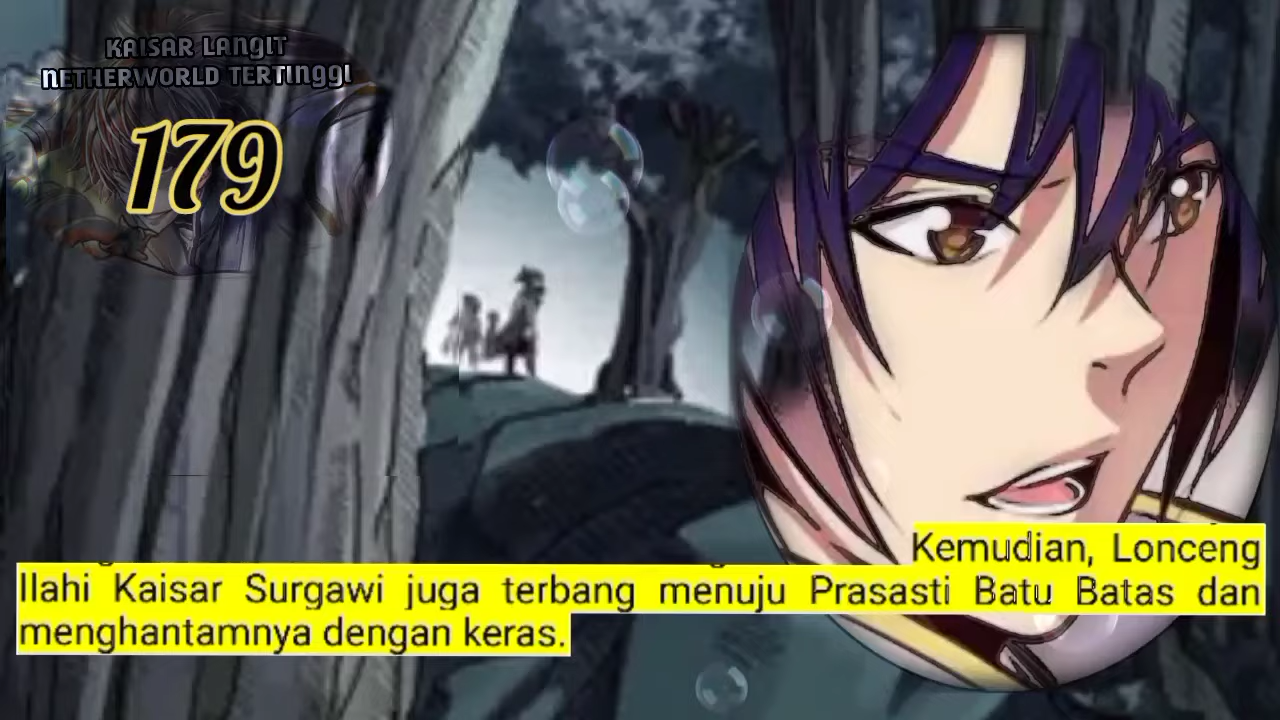 KAISAR LANGIT
NETHERWORLD TERTINGGI
179
Kemudian, Lonceng
Ilahi Kaisar Surgawi juga terbang menuju Prasasti Batu Batas dan
menghantamnya dengan keras.